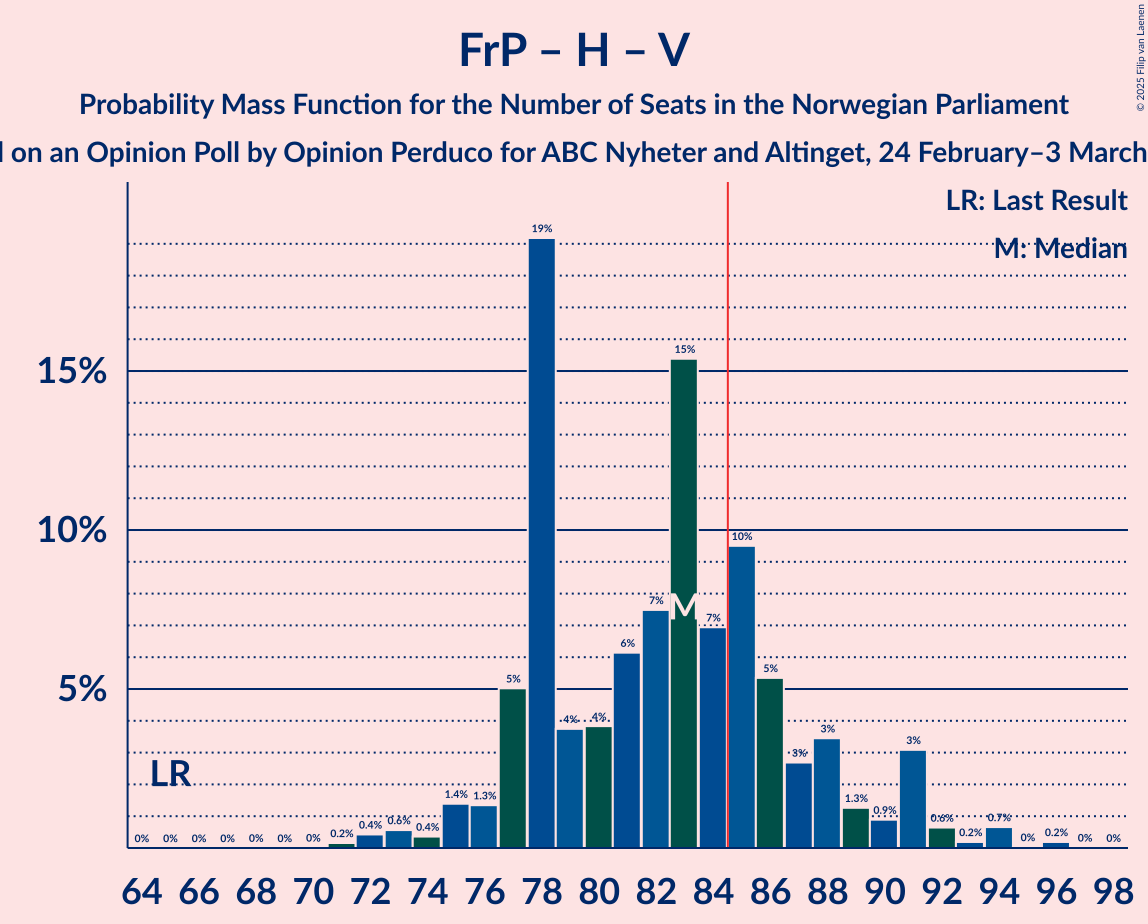 FrP – H – V
Probability Mass Function for the Number of Seats in the Norwegian Parliament
on an Opinion Poll by Opinion Perduco for ABC Nyheter and Altinget, 24 February–3 March
© 2025 Filip van Laenen
LR: Last Result
M: Median
15%
10%
5%
LR
M
0% 0% 0% 0% 0% 0% 0% 0.2% 0.4% 0.6% 0.4% 1.4% 1.3% 5% 19% 4% 4% 6% 7% 15% 7% 10% 5% 3% 3% 1.3% 0.9% 3% 0.6% 0.2% 0.7% 0% 0.2% 0% 0%
64 66 68 70 72 74 76 78 80 82 84 86 88 90 92 94 96 98